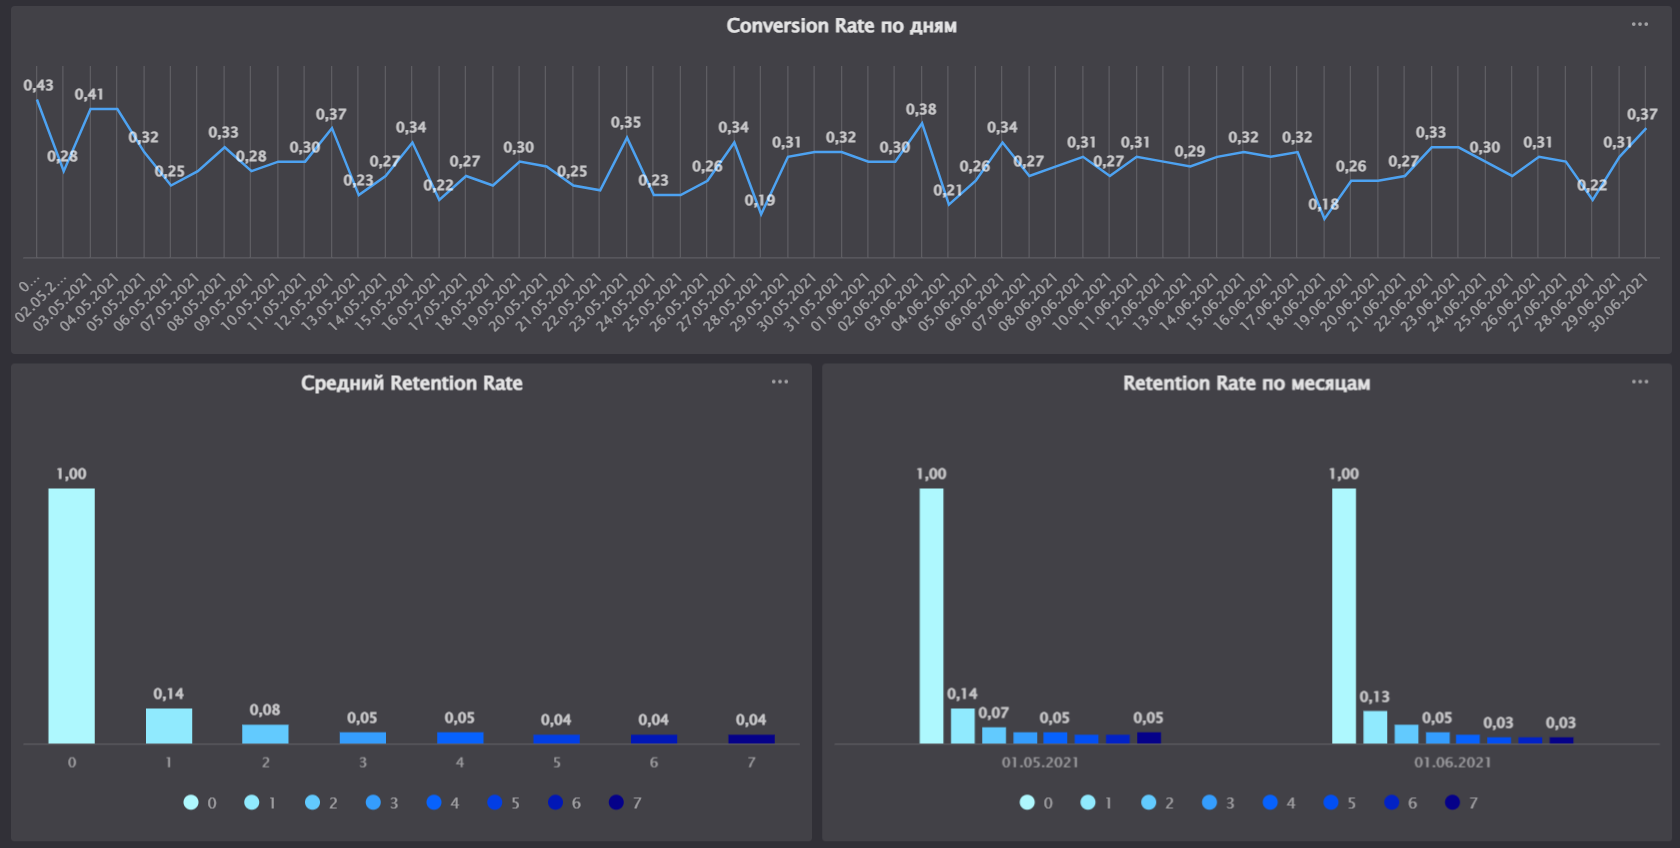 Conversion Rate по дням
0,43 0,28 0,41 0,32 0,25 0,33 0,28 0,30 0,37 0,23 0,27 0,34 0,22 0,27 0,30 0,25 0,35 0,23 0,26 0,34 0,19 0,31 0,32 0,30 0,38 0,21 0,26 0,34 0,27 0,31 0,27 0,31 0,29 0,32 0,32 0,18 0,26 0,27 0,33 0,30 0,31 0,22 0,31 0,37
0... 02.05.2... 03.05.2021 04.05.2021 05.05.2021 06.05.2021 07.05.2021 08.05.2021 09.05.2021 10.05.2021 11.05.2021 12.05.2021 13.05.2021 14.05.2021 15.05.2021 16.05.2021 17.05.2021 18.05.2021 19.05.2021 20.05.2021 21.05.2021 22.05.2021 23.05.2021 24.05.2021 25.05.2021 26.05.2021 27.05.2021 28.05.2021 29.05.2021 30.05.2021 31.05.2021 01.06.2021 02.06.2021 03.06.2021 04.06.2021 05.06.2021 06.06.2021 07.06.2021 08.06.2021 09.06.2021 10.06.2021 11.06.2021 12.06.2021 13.06.2021 14.06.2021 15.06.2021 16.06.2021 17.06.2021 18.06.2021 19.06.2021 20.06.2021 21.06.2021 22.06.2021 23.06.2021 24.06.2021 25.06.2021 26.06.2021 27.06.2021 28.06.2021 29.06.2021 30.06.2021
Средний Retention Rate
1,00 0,14 0,08 0,05 0,05 0,04 0,04 0,04
0 1 2 3 4 5 6 7
0 1 2 3 4 5 6 7
Retention Rate по месяцам
1,00 0,14 0,07 0,05 0,05 1,00 0,13 0,05 0,03 0,03
01.05.2021 01.06.2021
0 1 2 3 4 5 6 7